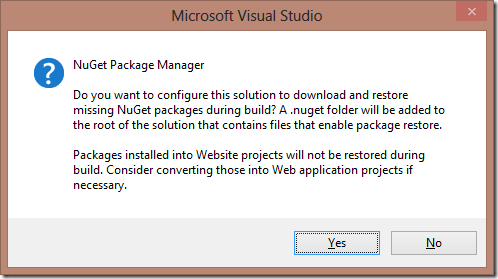 Microsoft Visual Studio
NuGet Package Manager
Do you want to configure this solution to download and restore
missing NuGet packages during build? A .nuget folder will be added to
the root of the solution that contains files that enable package restore.
Packages installed into Website projects will not be restored during
build. Consider converting those into Web application projects if
necessary.
Yes
No